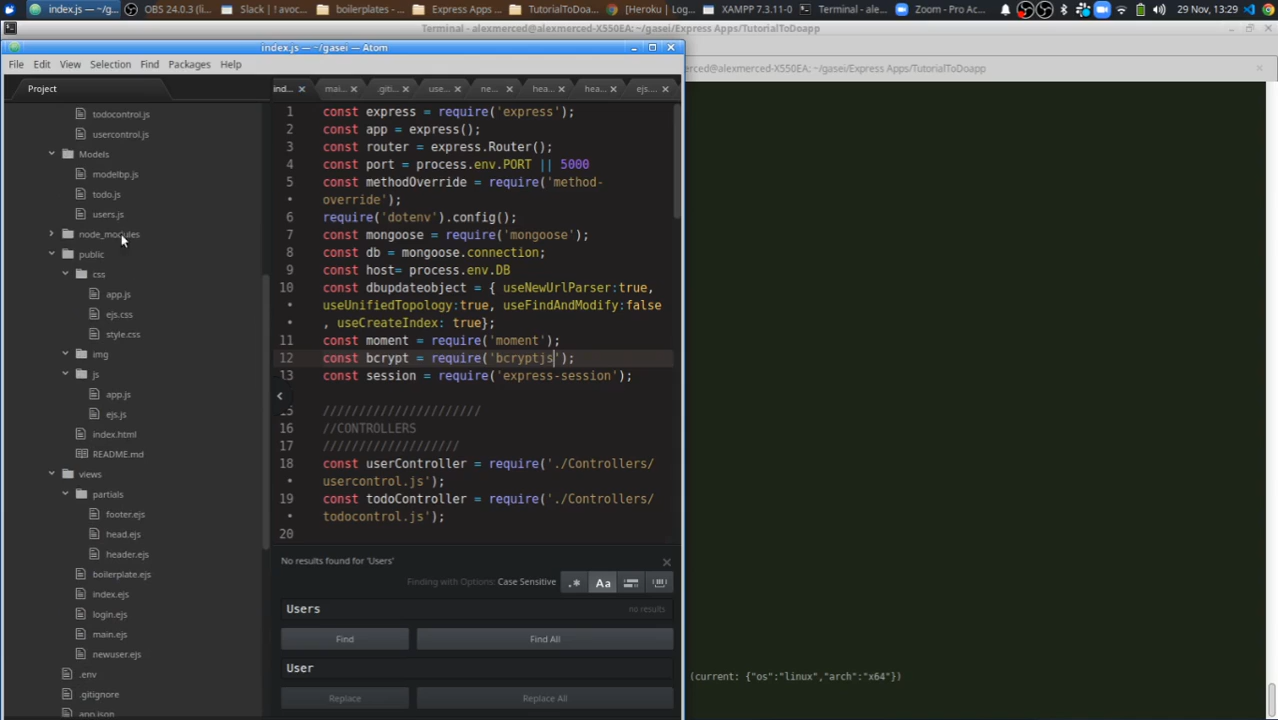 index.js — ~/g...
OBS 24.0.3 (li...
Slack | ! avoc...
boilerplates - ...
Express Apps ...
TutorialToDoa...
[Heroku | Log...
XAMPP 7.3.11-0
Terminal - alex...
Zoom - Pro Ac...
29 Nov, 13:29
Terminal - alexmerced@alexmerced-X550EA: ~/gasei/Express Apps/TutorialToDoapp
index.js — ~/gasei — Atom
erced@alexmerced-X550EA: ~/gasei/Express Apps/TutorialToDoapp
File Edit View Selection Find Packages Help
Project
ind... mai... .giti... use... ne... hea... hea... ejs....
todocontrol.js
usercontrol.js
Models
modelbp.js
todo.js
users.js
node_modules
public
css
app.js
ejs.css
style.css
img
js
app.js
ejs.js
index.html
README.md
views
partials
footer.ejs
head.ejs
header.ejs
boilerplate.ejs
index.ejs
login.ejs
main.ejs
newuser.ejs
.env
.gitignore
app.json
1 const express = require('express');
2 const app = express();
3 const router = express.Router();
4 const port = process.env.PORT || 5000
5 const methodOverride = require('method-
• override');
6 require('dotenv').config();
7 const mongoose = require('mongoose');
8 const db = mongoose.connection;
9 const host= process.env.DB
10 const dbupdateobject = { useNewUrlParser:true,
• useUnifiedTopology:true, useFindAndModify:false
• , useCreateIndex: true};
11 const moment = require('moment');
12 const bcrypt = require('bcryptjs');
13 const session = require('express-session');
15 //////////////////////
16 //CONTROLLERS
17 ///////////////////
18 const userController = require('./Controllers/
• usercontrol.js');
19 const todoController = require('./Controllers/
• todocontrol.js');
20
No results found for 'Users'
Finding with Options: Case Sensitive
.* Aa
Users no results
Find Find All
User
Replace Replace All
(current: {"os":"linux","arch":"x64"})